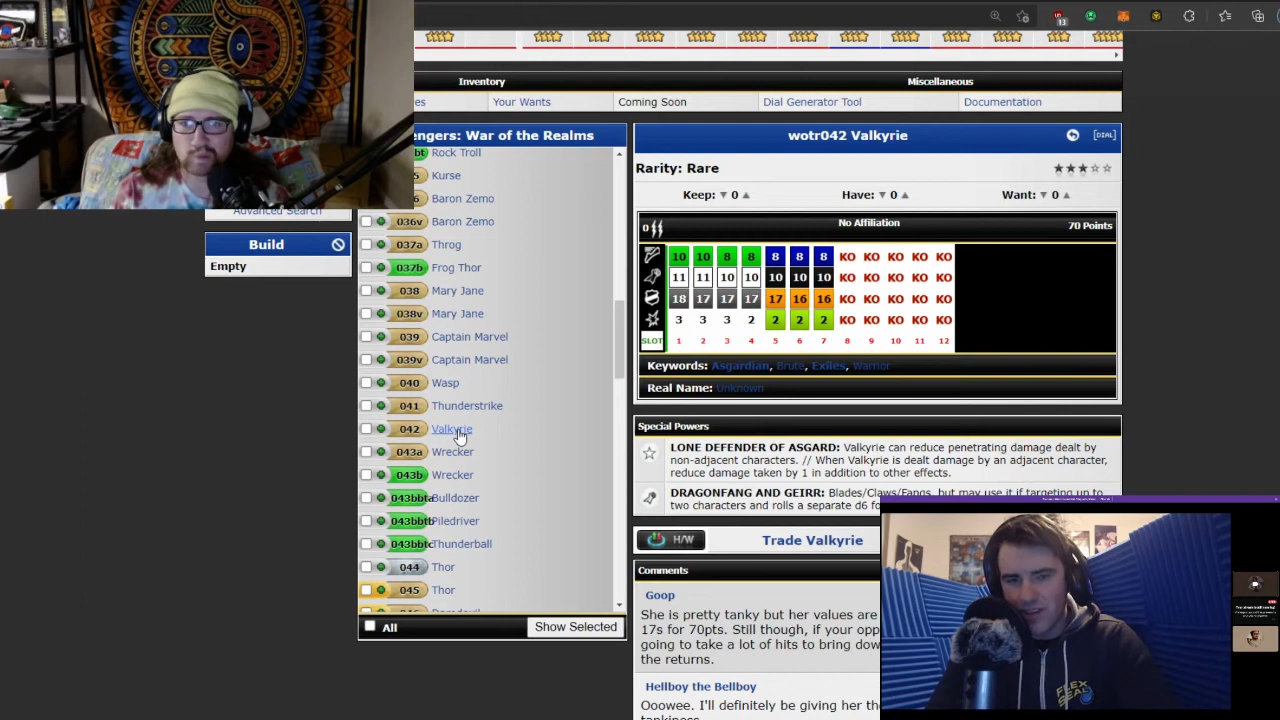 13
Inventory
Miscellaneous
Your Wants
Coming Soon
Dial Generator Tool
Documentation
engers: War of the Realms
wotr042 Valkyrie
[DIAL]
Rock Troll
Kurse
Baron Zemo
036v Baron Zemo
037a Throg
037b Frog Thor
038 Mary Jane
038v Mary Jane
039 Captain Marvel
039v Captain Marvel
040 Wasp
041 Thunderstrike
042 Valkyrie
043a Wrecker
043b Wrecker
043bbta Bulldozer
043bbtb Piledriver
043bbtc Thunderball
044 Thor
045 Thor
All
Show Selected
Advanced Search
Build
Empty
Rarity: Rare
Keep: 0
Have: 0
Want: 0
0
No Affiliation
70 Points
10 10 8 8 8 8 8 KO KO KO KO KO
11 11 10 10 10 10 10 KO KO KO KO KO
18 17 17 17 17 16 16 KO KO KO KO KO
3 3 3 2 2 2 2 KO KO KO KO KO
SLOT 1 2 3 4 5 6 7 8 9 10 11 12
Keywords: Asgardian, Brute, Exiles, Warrior
Real Name: Unknown
Special Powers
LONE DEFENDER OF ASGARD: Valkyrie can reduce penetrating damage dealt by
non-adjacent characters. // When Valkyrie is dealt damage by an adjacent character,
reduce damage taken by 1 in addition to other effects.
DRAGONFANG AND GEIRR: Blades/Claws/Fangs, but may use it if targeting up to
two characters and rolls a separate d6 fo
H/W
Trade Valkyrie
Comments
Goop
She is pretty tanky but her values are
17s for 70pts. Still though, if your opp
going to take a lot of hits to bring dow
the returns.
Hellboy the Bellboy
Ooowee. I'll definitely be giving her th
tankiness.
FLEX
SEAL